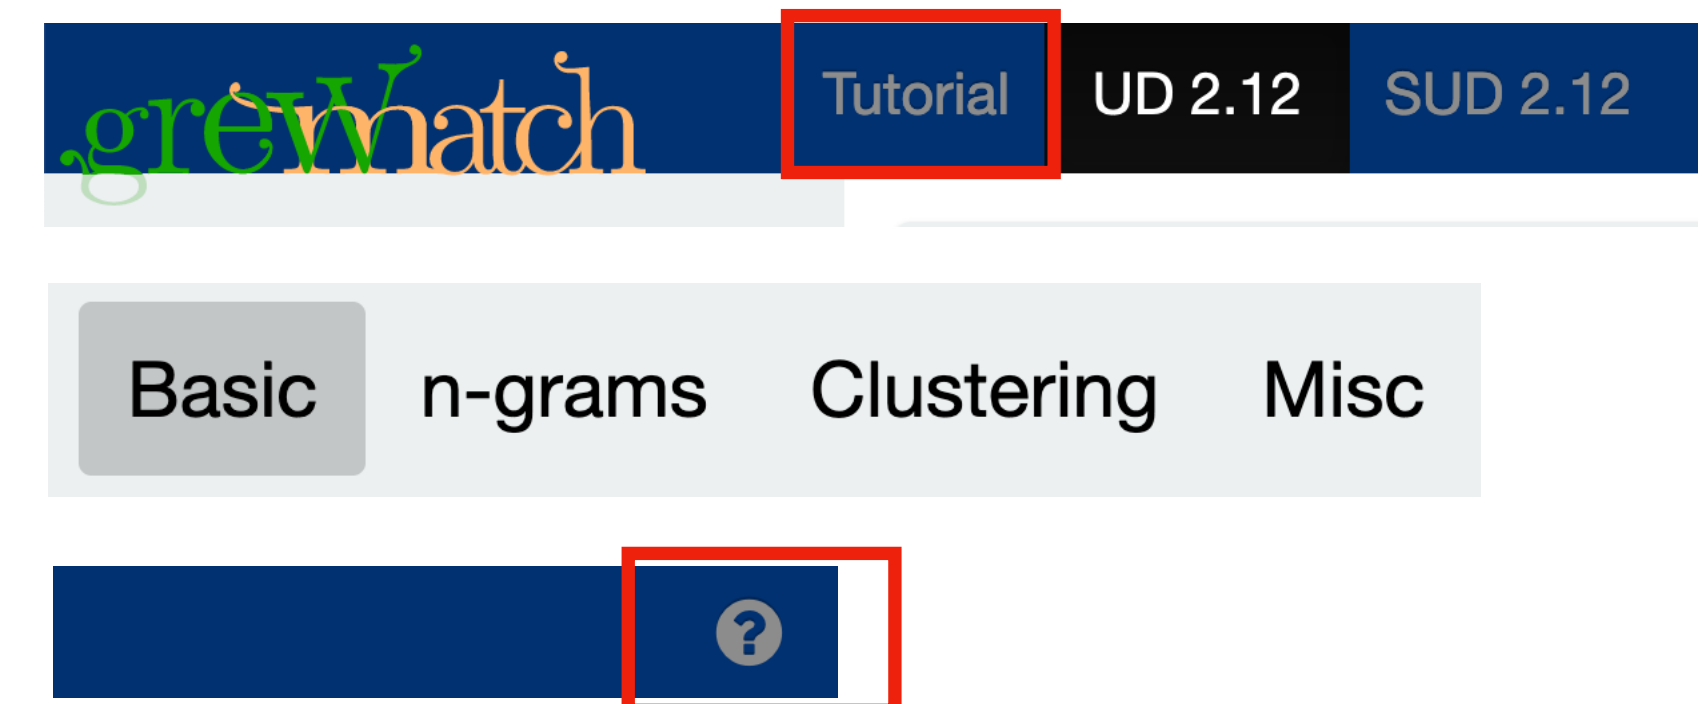 grewmatch Tutorial UD 2.12 SUD 2.12
Basic n-grams Clustering Misc
?